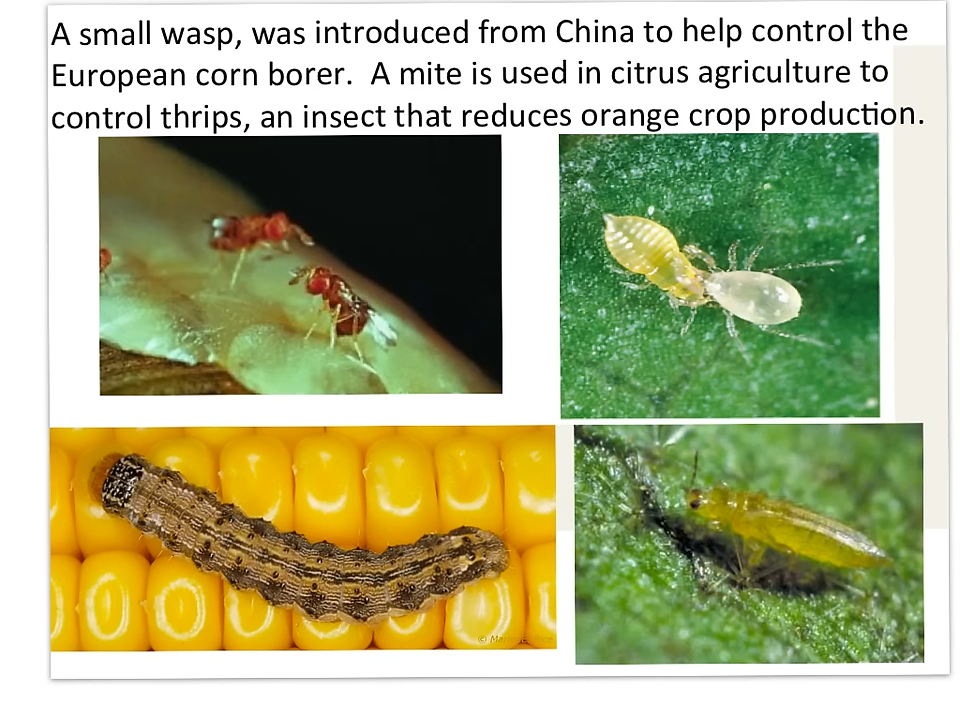 A small wasp, was introduced from China to help control the
European corn borer.  A mite is used in citrus agriculture to
control thrips, an insect that reduces orange crop production.
©